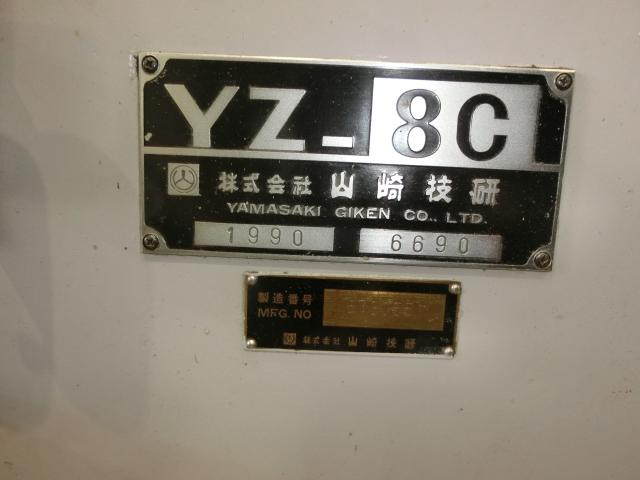 YZ-8C
株式会社 山崎技研
YAMASAKI GIKEN CO., LTD.
1990 6690
製造番号
MFG. NO
株式会社 山崎技研